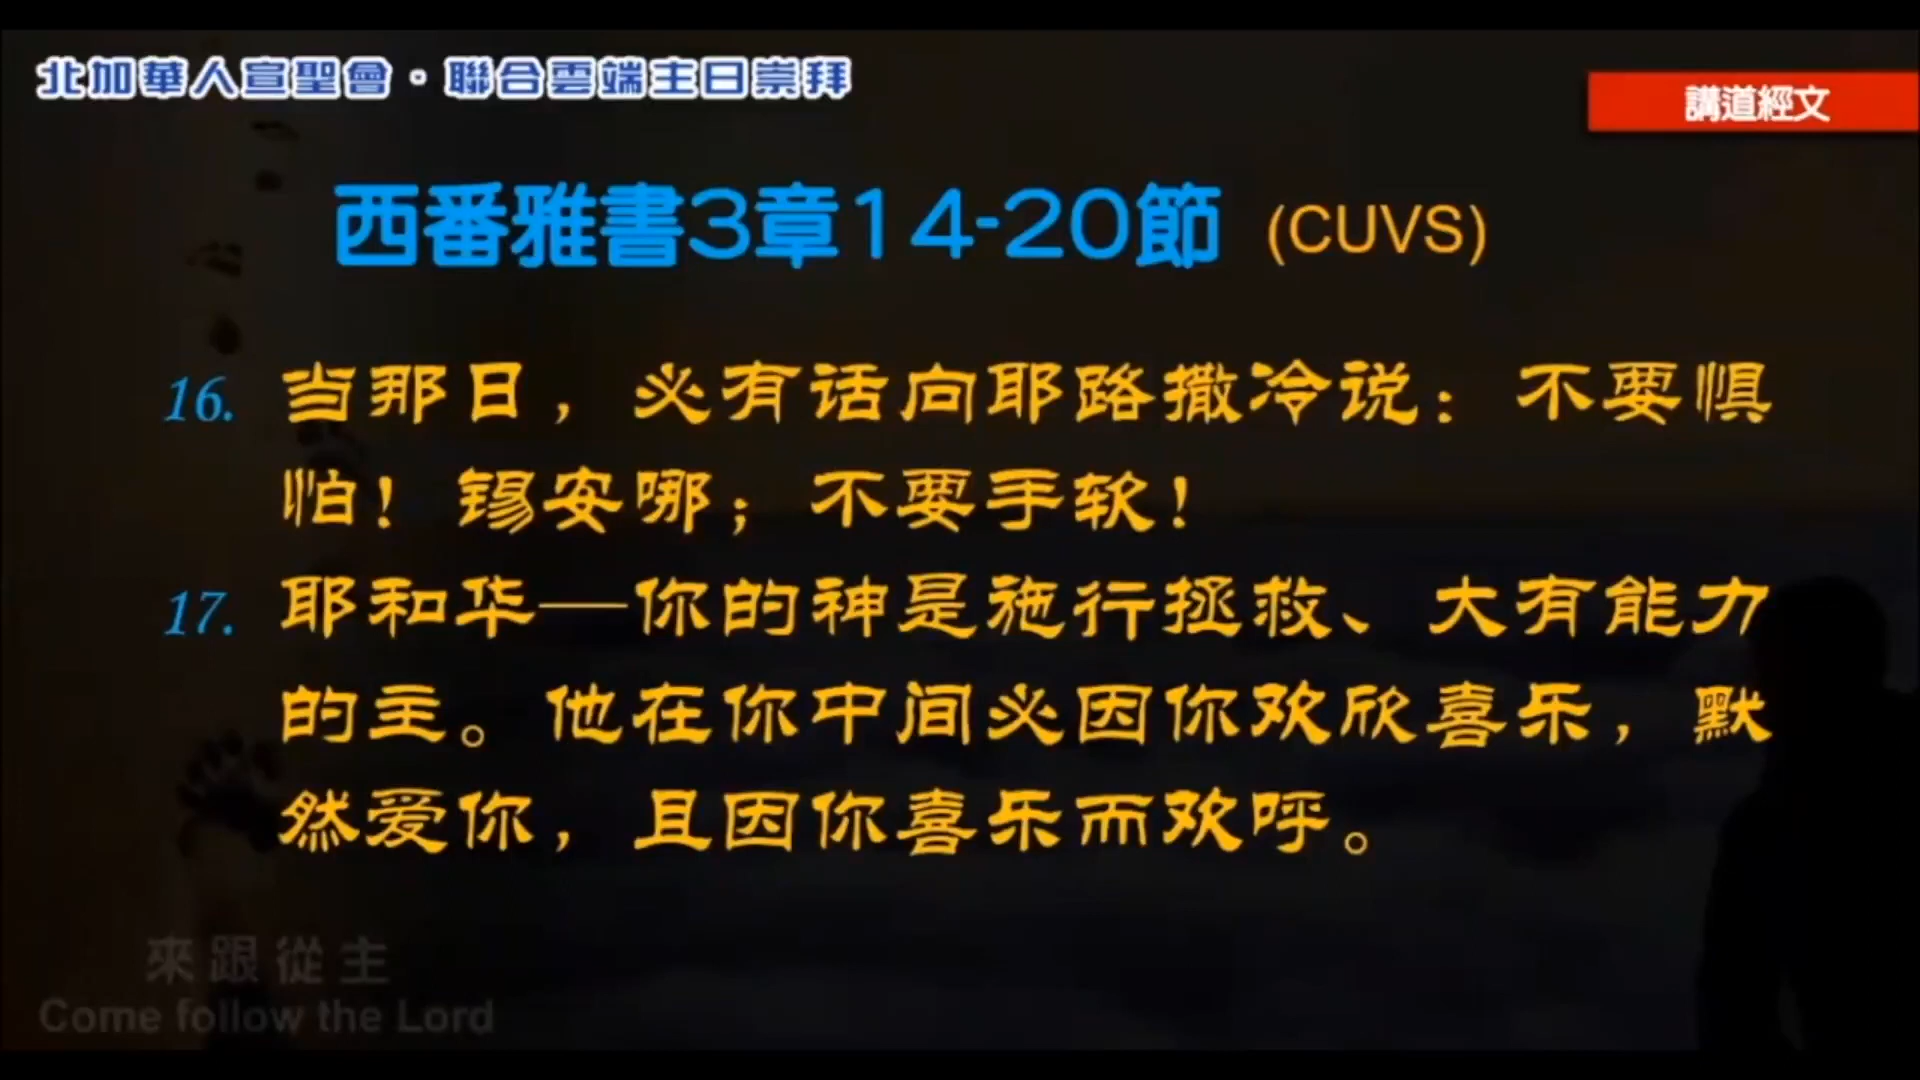 北加華人宣聖會·聯合雲端主日崇拜
講道經文
西番雅書3章14-20節 (CUVS)
16. 当那日，必有话向耶路撒冷说：不要惧
怕！锡安哪；不要手软！
17. 耶和华——你的神是施行拯救、大有能力
的主。他在你中间必因你欢欣喜乐，默
然爱你，且因你喜乐而欢呼。
來跟從主
Come follow the Lord